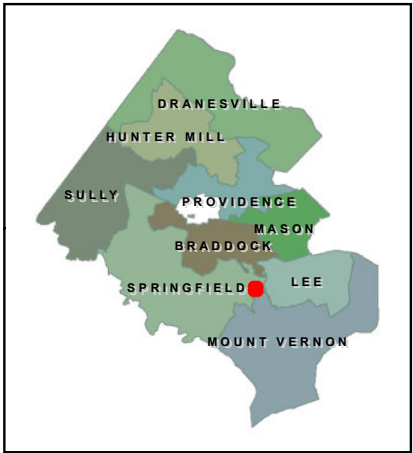 DRANESVILLE
HUNTER MILL
SULLY
PROVIDENCE
MASON
BRADDOCK
SPRINGFIELD
LEE
MOUNT VERNON